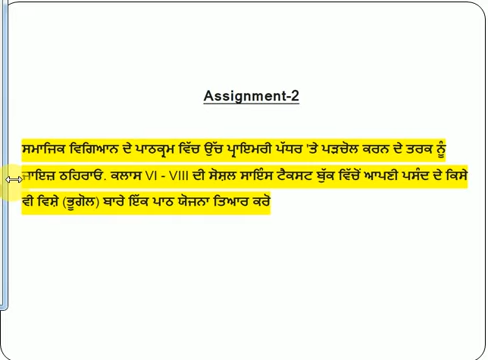 Assignment-2
ਸਮਾਜਿਕ ਵਿਗਿਆਨ ਦੇ ਪਾਠਕ੍ਰਮ ਵਿੱਚ ਉੱਚ ਪ੍ਰਾਇਮਰੀ ਪੱਧਰ 'ਤੇ ਪੜਚੋਲ ਕਰਨ ਦੇ ਤਰਕ ਨੂੰ
ਜਾਇਜ਼ ਠਹਿਰਾਓ. ਕਲਾਸ VI - VIII ਦੀ ਸੋਸ਼ਲ ਸਾਇੰਸ ਟੈਕਸਟ ਬੁੱਕ ਵਿੱਚੋਂ ਆਪਣੀ ਪਸੰਦ ਦੇ ਕਿਸੇ
ਵੀ ਵਿਸ਼ੇ (ਭੂਗੋਲ) ਬਾਰੇ ਇੱਕ ਪਾਠ ਯੋਜਨਾ ਤਿਆਰ ਕਰੋ